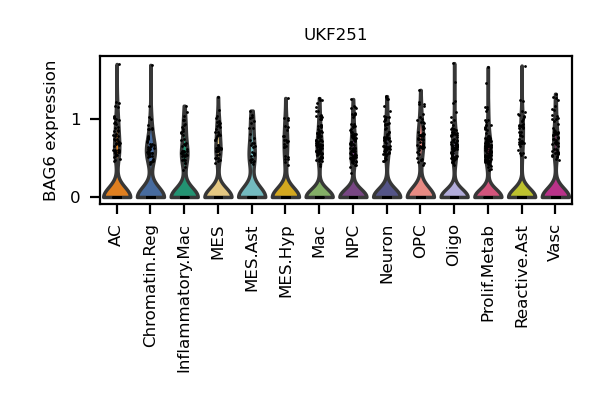 UKF251
BAG6 expression
1
0
AC
Chromatin.Reg
Inflammatory.Mac
MES
MES.Ast
MES.Hyp
Mac
NPC
Neuron
OPC
Oligo
Prolif.Metab
Reactive.Ast
Vasc